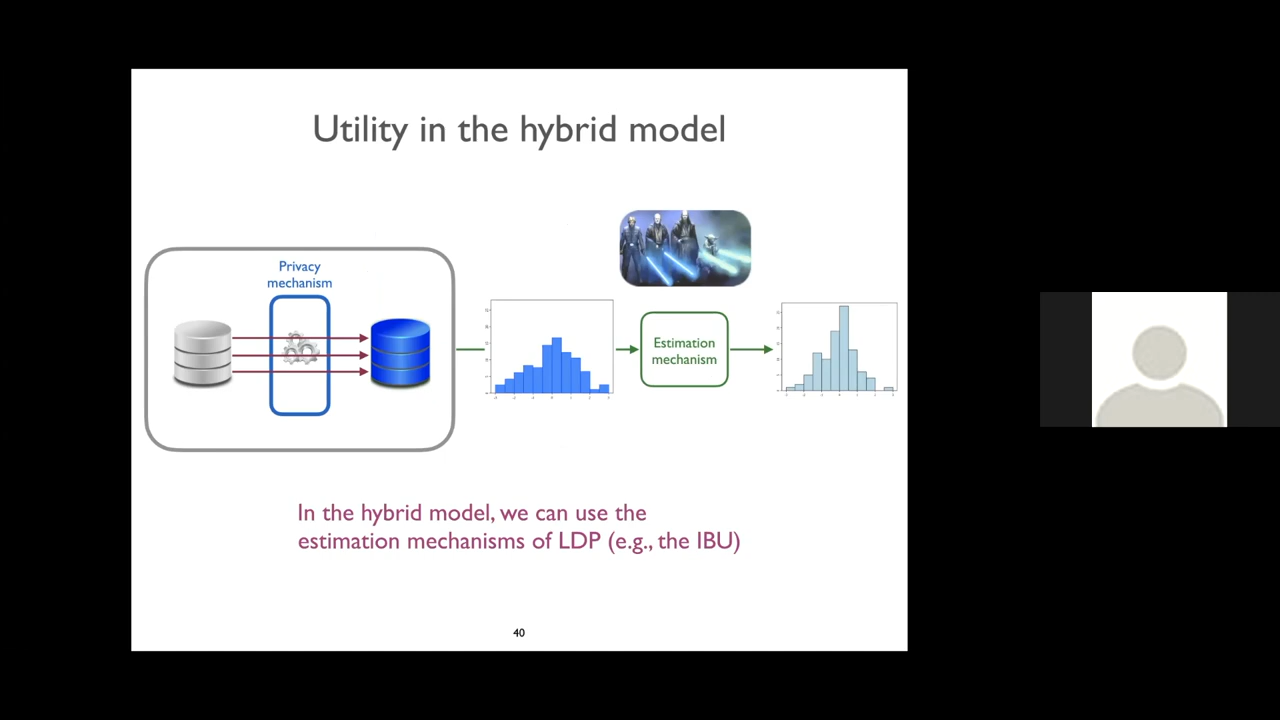 Utility in the hybrid model
Privacy
mechanism
Estimation
mechanism
In the hybrid model, we can use the
estimation mechanisms of LDP (e.g., the IBU)
40